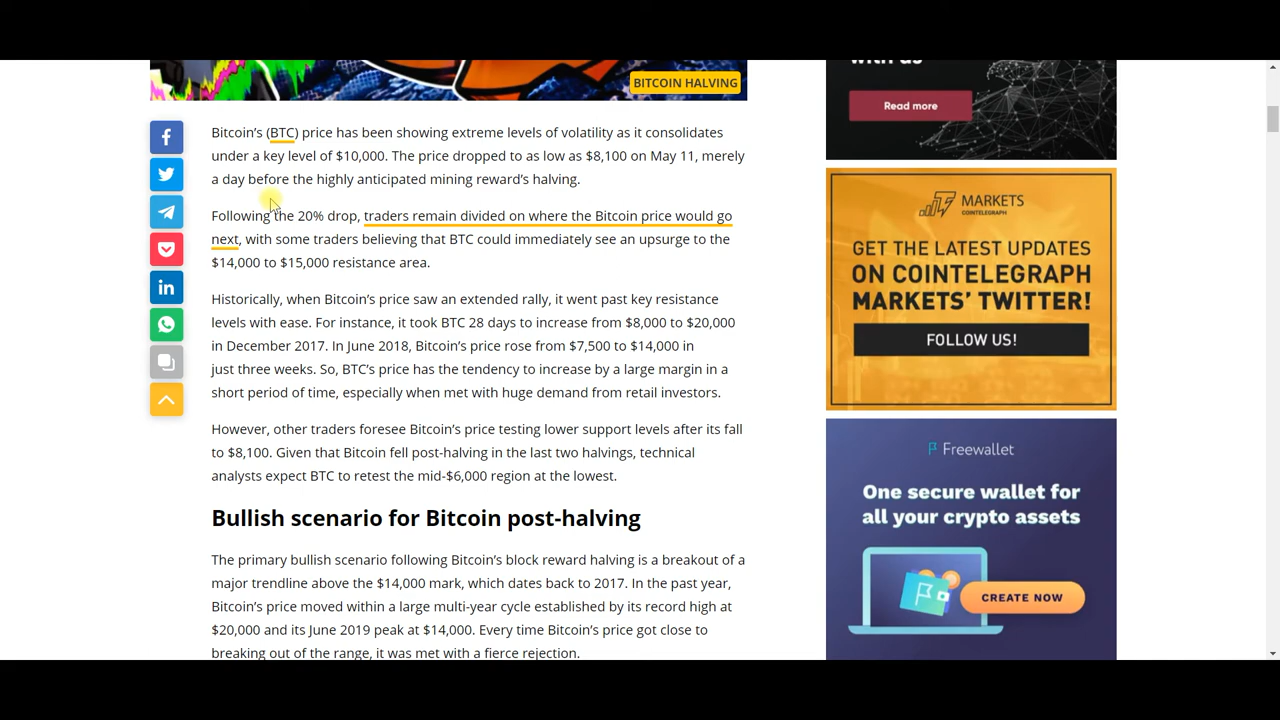 BITCOIN HALVING
Bitcoin's (BTC) price has been showing extreme levels of volatility as it consolidates
under a key level of $10,000. The price dropped to as low as $8,100 on May 11, merely
a day before the highly anticipated mining reward's halving.
Following the 20% drop, traders remain divided on where the Bitcoin price would go
next, with some traders believing that BTC could immediately see an upsurge to the
$14,000 to $15,000 resistance area.
Historically, when Bitcoin's price saw an extended rally, it went past key resistance
levels with ease. For instance, it took BTC 28 days to increase from $8,000 to $20,000
in December 2017. In June 2018, Bitcoin's price rose from $7,500 to $14,000 in
just three weeks. So, BTC's price has the tendency to increase by a large margin in a
short period of time, especially when met with huge demand from retail investors.
However, other traders foresee Bitcoin's price testing lower support levels after its fall
to $8,100. Given that Bitcoin fell post-halving in the last two halvings, technical
analysts expect BTC to retest the mid-$6,000 region at the lowest.
Bullish scenario for Bitcoin post-halving
The primary bullish scenario following Bitcoin's block reward halving is a breakout of a
major trendline above the $14,000 mark, which dates back to 2017. In the past year,
Bitcoin's price moved within a large multi-year cycle established by its record high at
$20,000 and its June 2019 peak at $14,000. Every time Bitcoin's price got close to
breaking out of the range, it was met with a fierce rejection.
with us
Read more
MARKETS
COINTELEGRAPH
GET THE LATEST UPDATES
ON COINTELEGRAPH
MARKETS' TWITTER!
FOLLOW US!
Freewallet
One secure wallet for
all your crypto assets
CREATE NOW